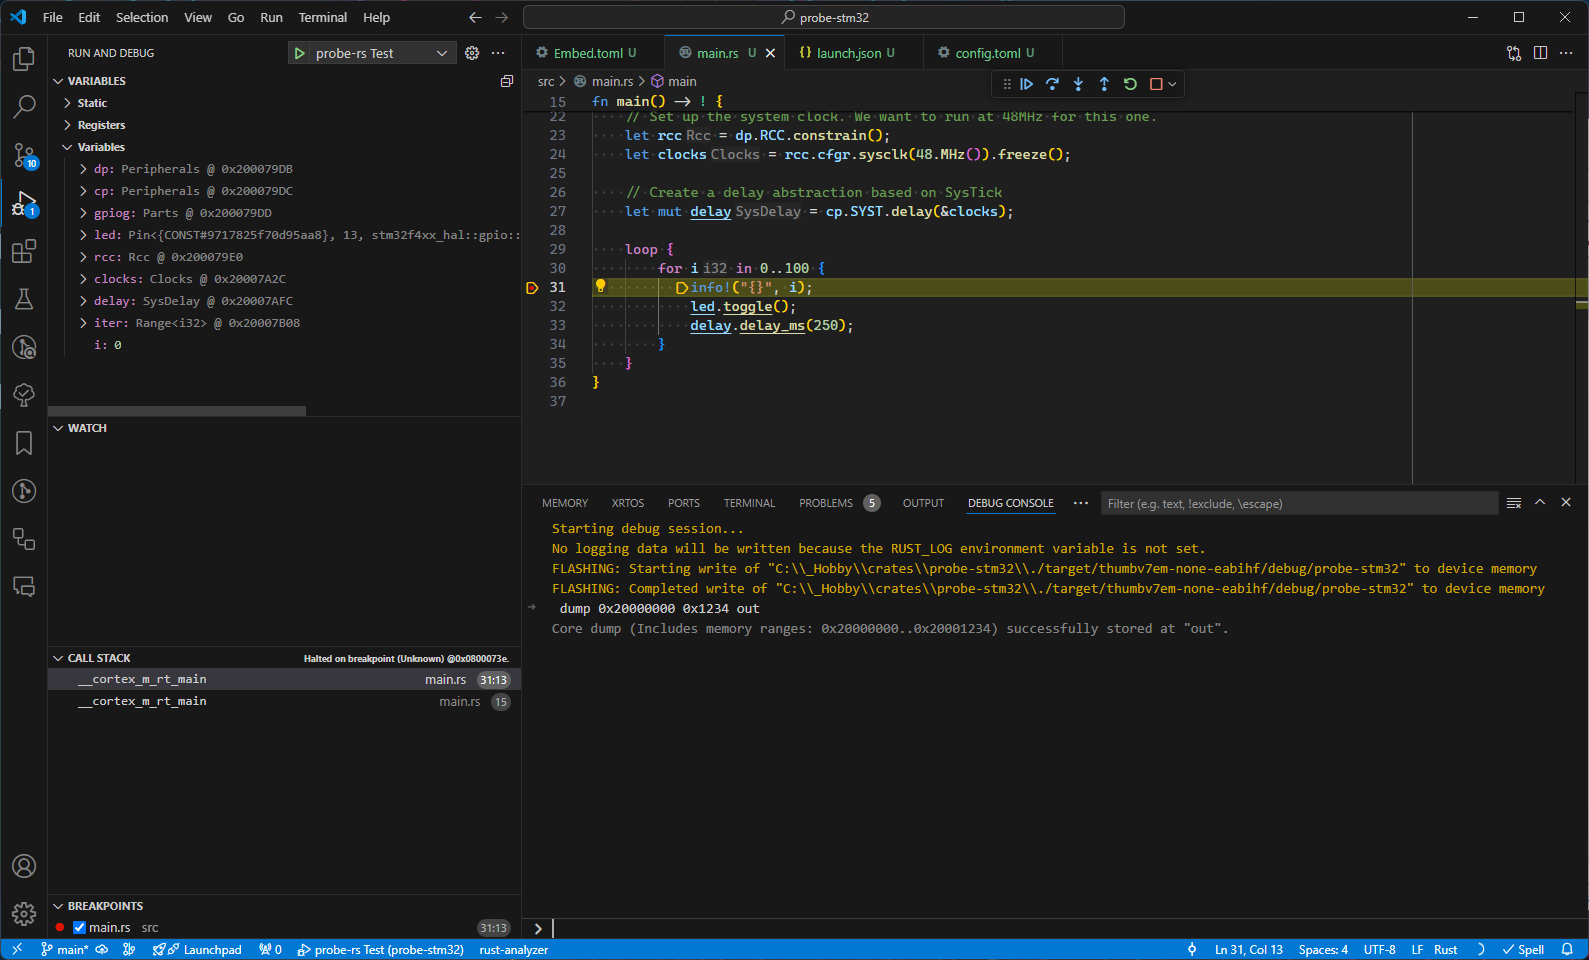 File Edit Selection View Go Run Terminal Help
probe-stm32
RUN AND DEBUG
probe-rs Test
VARIABLES
Static
Registers
Variables
dp: Peripherals @ 0x200079DB
cp: Peripherals @ 0x200079DC
gpiog: Parts @ 0x200079DD
led: Pin<{CONST#9717825f70d95aa8}, 13, stm32f4xx_hal::gpio::
rcc: Rcc @ 0x200079E0
clocks: Clocks @ 0x20007A2C
delay: SysDelay @ 0x20007AFC
iter: Range<i32> @ 0x20007B08
i: 0
WATCH
CALL STACK
Halted on breakpoint (Unknown) @0x0800073e.
__cortex_m_rt_main main.rs 31:13
__cortex_m_rt_main main.rs 15
BREAKPOINTS
main.rs src 31:13
10
1
Embed.toml U
main.rs U
launch.json U
config.toml U
src > main.rs > main
15 fn main() -> ! {
22 // Set up the system clock. We want to run at 48MHz for this one.
23 let rcc Rcc = dp.RCC.constrain();
24 let clocks Clocks = rcc.cfgr.sysclk(48.MHz()).freeze();
25
26 // Create a delay abstraction based on SysTick
27 let mut delay SysDelay = cp.SYST.delay(&clocks);
28
29 loop {
30 for i i32 in 0..100 {
31 info!("{}", i);
32 led.toggle();
33 delay.delay_ms(250);
34 }
35 }
36 }
37
MEMORY XRTOS PORTS TERMINAL PROBLEMS 5 OUTPUT DEBUG CONSOLE
Filter (e.g. text, !exclude, \escape)
Starting debug session...
No logging data will be written because the RUST_LOG environment variable is not set.
FLASHING: Starting write of "C:\\_Hobby\\crates\\probe-stm32\\./target/thumbv7em-none-eabihf/debug/probe-stm32" to device memory
FLASHING: Completed write of "C:\\_Hobby\\crates\\probe-stm32\\./target/thumbv7em-none-eabihf/debug/probe-stm32" to device memory
dump 0x20000000 0x1234 out
Core dump (Includes memory ranges: 0x20000000..0x20001234) successfully stored at "out".
main* Launchpad 0 probe-rs Test (probe-stm32) rust-analyzer
Ln 31, Col 13 Spaces: 4 UTF-8 LF Rust Spell